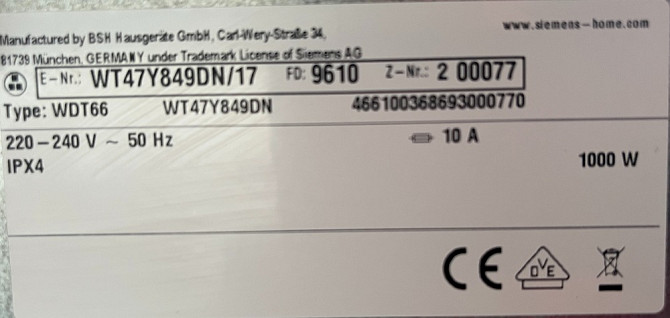 www.siemens-home.com
Manufactured by BSH Hausgeräte GmbH, Carl-Wery-Straße 34,
81739 München, GERMANY under Trademark License of Siemens AG
E-Nr.: WT47Y849DN/17 FD: 9610 Z-Nr.: 2 00077
Type: WDT66 WT47Y849DN 466100368693000770
220-240 V ~ 50 Hz 10 A
IPX4 1000 W
CE DVE